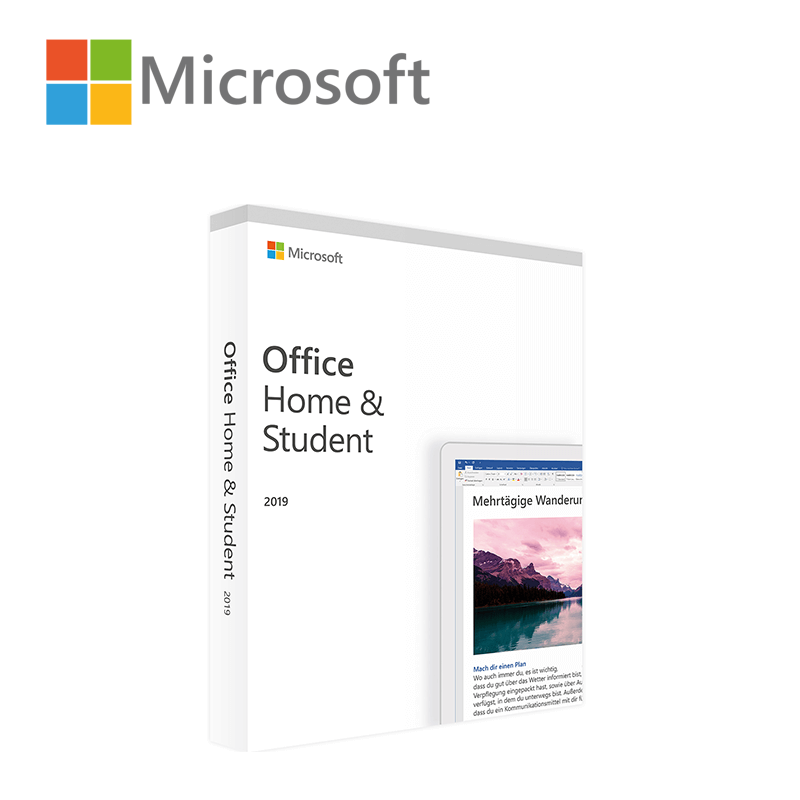 Microsoft
Microsoft
Office
Home &
Student
2019
Office Home & Student 2019
Mehrtägige Wanderun
Mach dir einen Plan
Wo auch immer du, es ist wichtig,
dass du gut über das Wetter informiert bist.
Verpflegung eingepackt hast, sowie über Au
verfügst, in dem du unterwegs bist. Außerde
dass du ein Kommunikationsmittel mit dir f